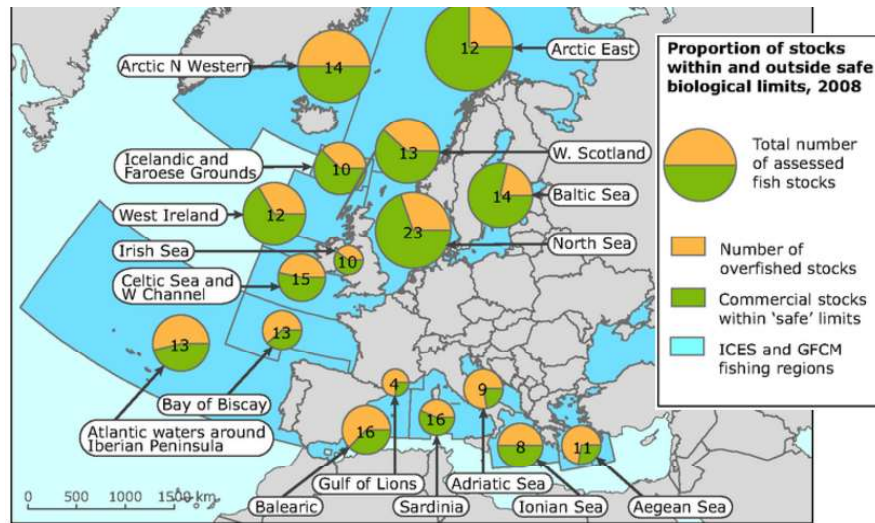 14
Arctic N Western
12
Arctic East
Proportion of stocks
within and outside safe
biological limits, 2008
Total number
of assessed
fish stocks
Number of
overfished stocks
Commercial stocks
within 'safe' limits
ICES and GFCM
fishing regions
Icelandic and
Faroese Grounds
10
13
W. Scotland
West Ireland
12
14
Baltic Sea
Irish Sea
10
23
North Sea
Celtic Sea and
W Channel
15
13
13
Bay of Biscay
Atlantic waters around
Iberian Peninsula
4
9
16
16
8
11
Gulf of Lions
Adriatic Sea
Balearic
Sardinia
Ionian Sea
Aegean Sea
0
500
1000
1500 km